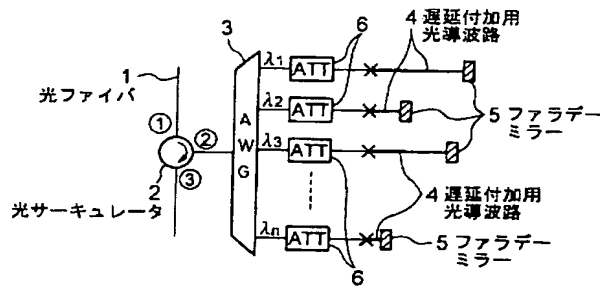 3
6
4 遅延付加用
光導波路
1
光ファイバ
①
②
③
2
光サーキュレータ
AWG
λ1 ATT
λ2 ATT
λ3 ATT
λn ATT
5 ファラデー
ミラー
4 遅延付加用
光導波路
5 ファラデー
ミラー
6